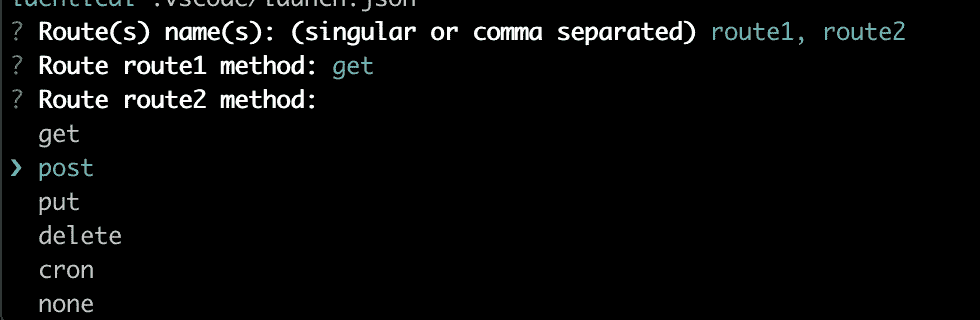 identical .vscode/launch.json
? Route(s) name(s): (singular or comma separated) route1, route2
? Route route1 method: get
? Route route2 method:
get
❯ post
put
delete
cron
none